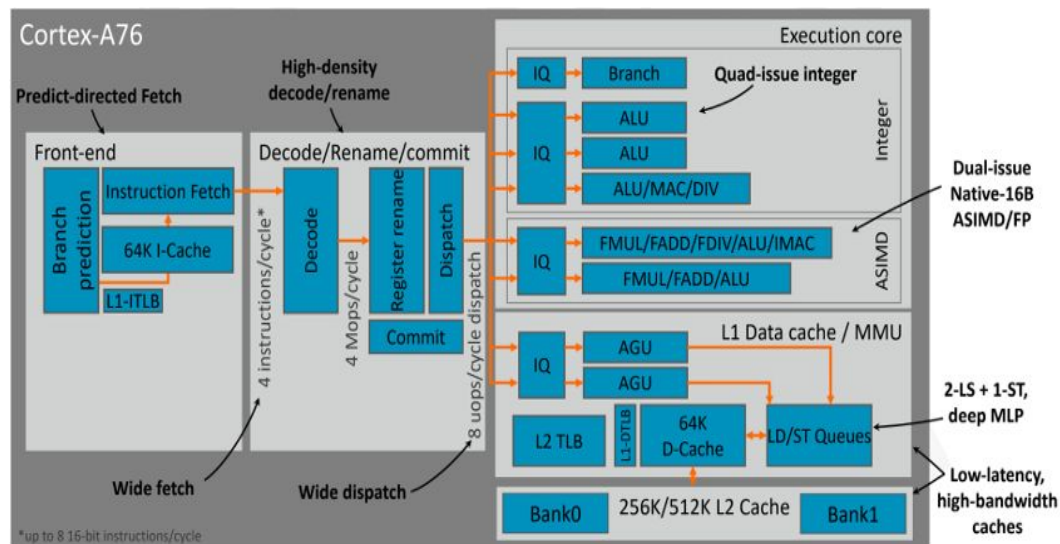 Cortex-A76
Predict-directed Fetch
High-density
decode/rename
Front-end
Branch
prediction
Instruction Fetch
64K I-Cache
L1-ITLB
4 instructions/cycle*
Wide fetch
*up to 8 16-bit instructions/cycle
Decode/Rename/commit
Decode
4 Mops/cycle
Register rename
Dispatch
Commit
8 uops/cycle dispatch
Wide dispatch
Execution core
IQ
Branch
Quad-issue integer
IQ
ALU
IQ
ALU
ALU/MAC/DIV
Integer
IQ
FMUL/FADD/FDIV/ALU/IMAC
FMUL/FADD/ALU
ASIMD
Dual-issue
Native-16B
ASIMD/FP
L1 Data cache / MMU
IQ
AGU
AGU
L2 TLB
L1-DTLB
64K
D-Cache
LD/ST Queues
2-LS + 1-ST,
deep MLP
Bank0
256K/512K L2 Cache
Bank1
Low-latency,
high-bandwidth
caches